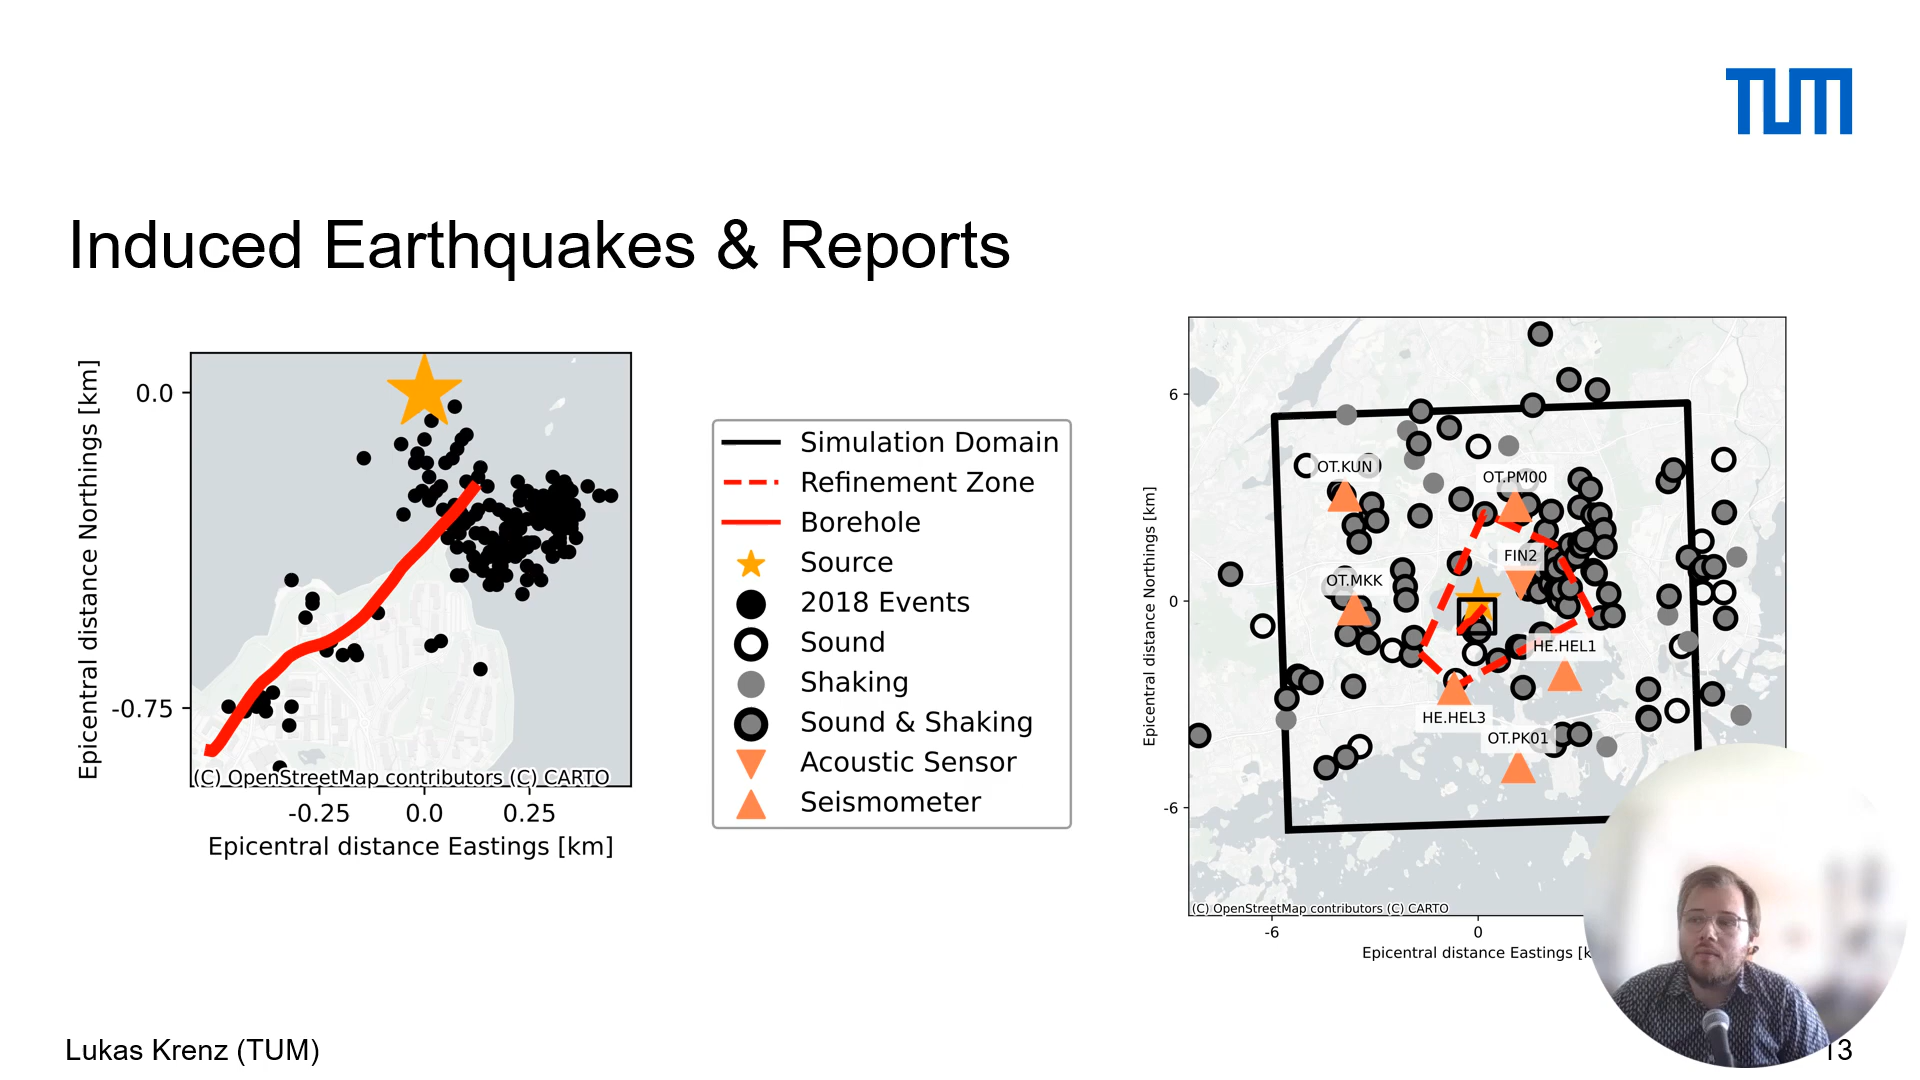 TUM
Induced Earthquakes & Reports
Epicentral distance Northings [km]
0.0
-0.75
(C) OpenStreetMap contributors (C) CARTO
-0.25 0.0 0.25
Epicentral distance Eastings [km]
Simulation Domain
Refinement Zone
Borehole
Source
2018 Events
Sound
Shaking
Sound & Shaking
Acoustic Sensor
Seismometer
Epicentral distance Northings [km]
6
0
-6
OT.KUN
OT.PM00
FIN2
OT.MKK
HE.HEL1
HE.HEL3
OT.PK01
(C) OpenStreetMap contributors (C) CARTO
-6 0
Epicentral distance Eastings [k
Lukas Krenz (TUM)
13